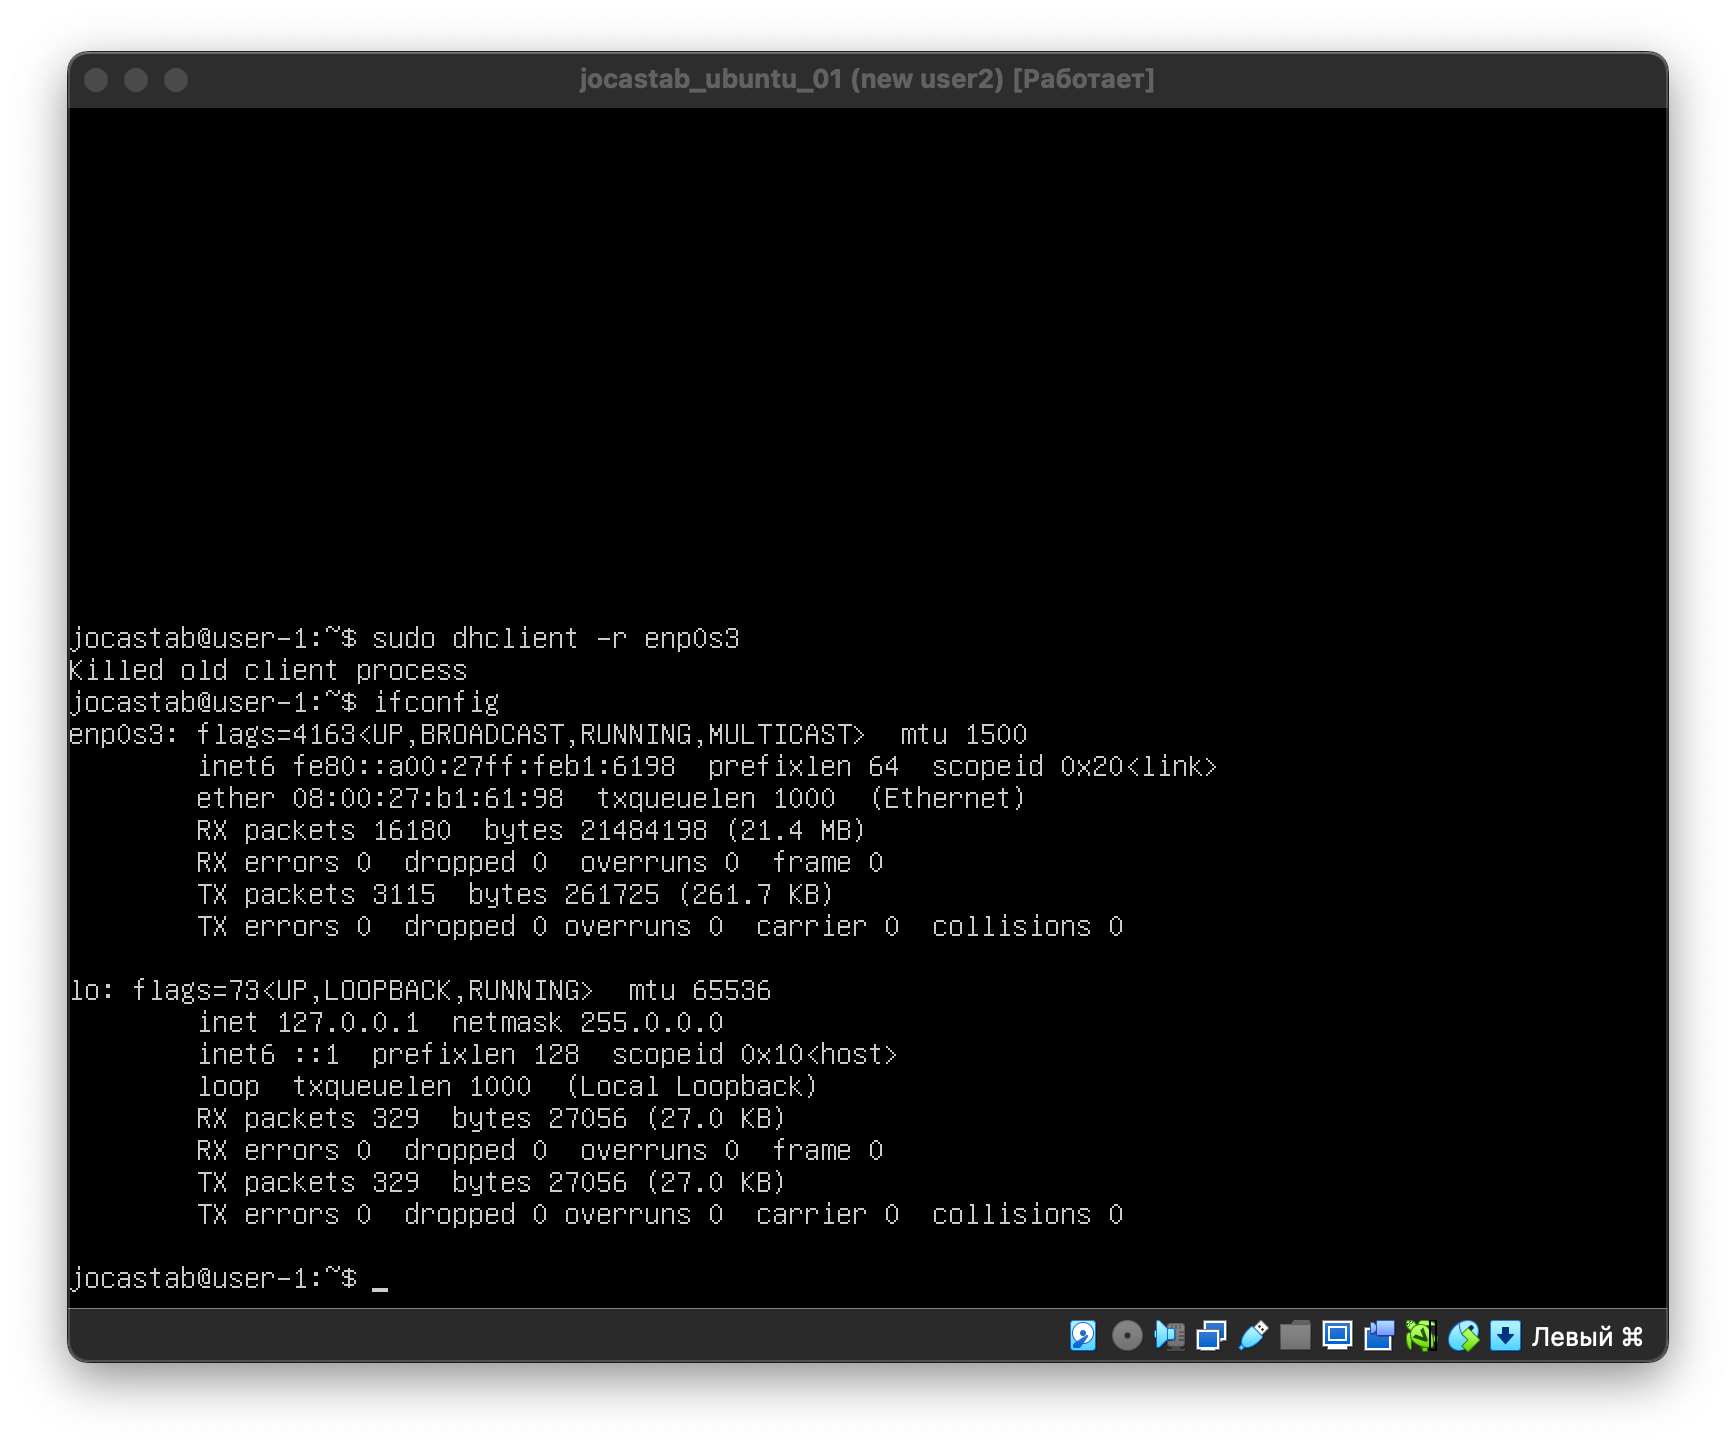 jocastab_ubuntu_01 (new user2) [Работает]
jocastab@user-1:~$ sudo dhclient -r enp0s3
Killed old client process
jocastab@user-1:~$ ifconfig
enp0s3: flags=4163<UP,BROADCAST,RUNNING,MULTICAST>  mtu 1500
        inet6 fe80::a00:27ff:feb1:6198  prefixlen 64  scopeid 0x20<link>
        ether 08:00:27:b1:61:98  txqueuelen 1000  (Ethernet)
        RX packets 16180  bytes 21484198 (21.4 MB)
        RX errors 0  dropped 0  overruns 0  frame 0
        TX packets 3115  bytes 261725 (261.7 KB)
        TX errors 0  dropped 0 overruns 0  carrier 0  collisions 0
lo: flags=73<UP,LOOPBACK,RUNNING>  mtu 65536
        inet 127.0.0.1  netmask 255.0.0.0
        inet6 ::1  prefixlen 128  scopeid 0x10<host>
        loop  txqueuelen 1000  (Local Loopback)
        RX packets 329  bytes 27056 (27.0 KB)
        RX errors 0  dropped 0  overruns 0  frame 0
        TX packets 329  bytes 27056 (27.0 KB)
        TX errors 0  dropped 0 overruns 0  carrier 0  collisions 0
jocastab@user-1:~$ _
Левый ⌘